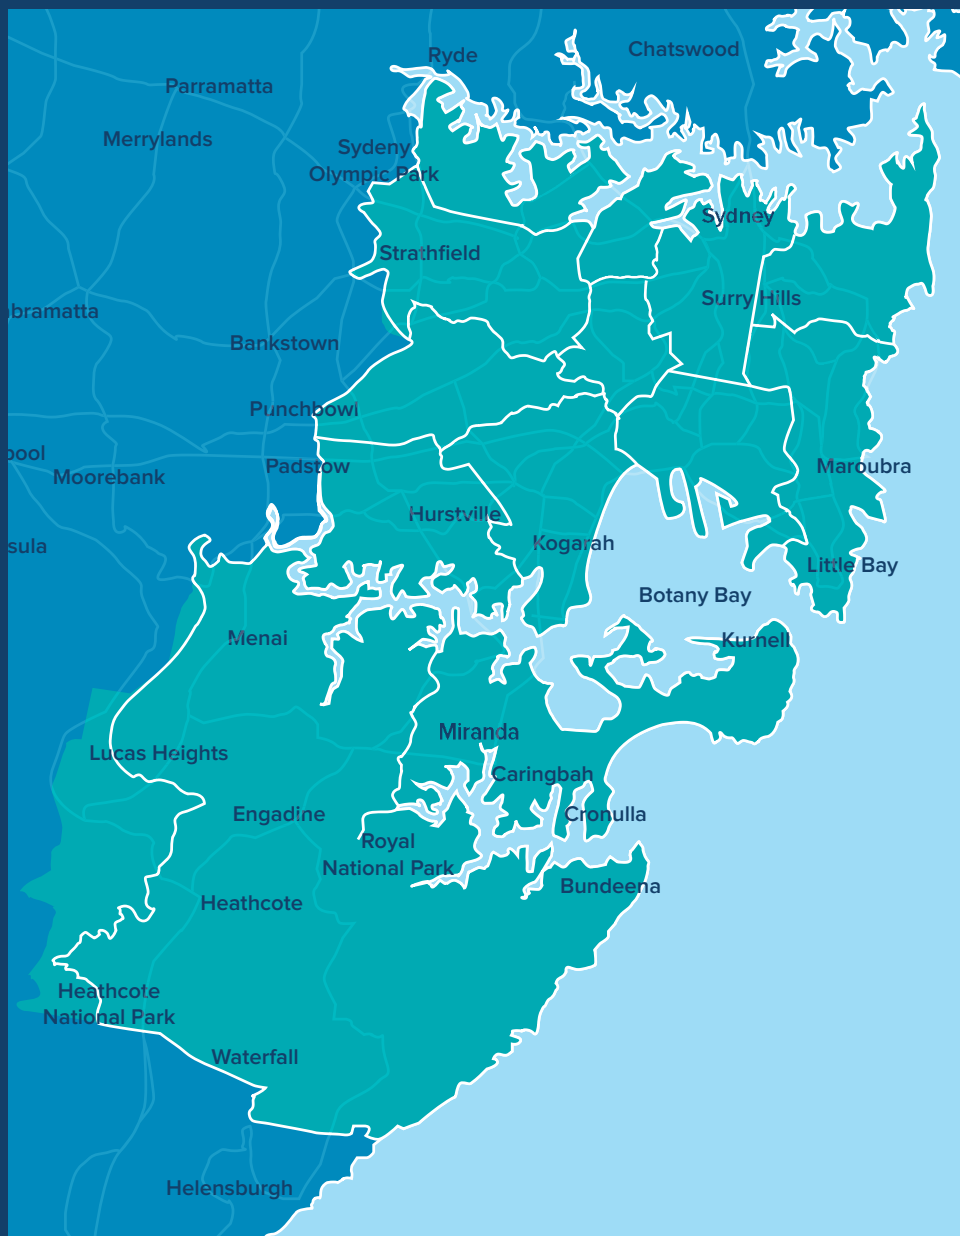 Chatswood
Ryde
Parramatta
Merrylands
Sydeny
Olympic Park
Sydney
Strathfield
Surry Hills
abramatta
Bankstown
Punchbowl
pool
Padstow
Maroubra
Moorebank
Hurstville
Kogarah
sula
Little Bay
Botany Bay
Menai
Kurnell
Miranda
Lucas Heights
Caringbah
Engadine
Cronulla
Royal
National Park
Bundeena
Heathcote
Heathcote
National Park
Waterfall
Helensburgh